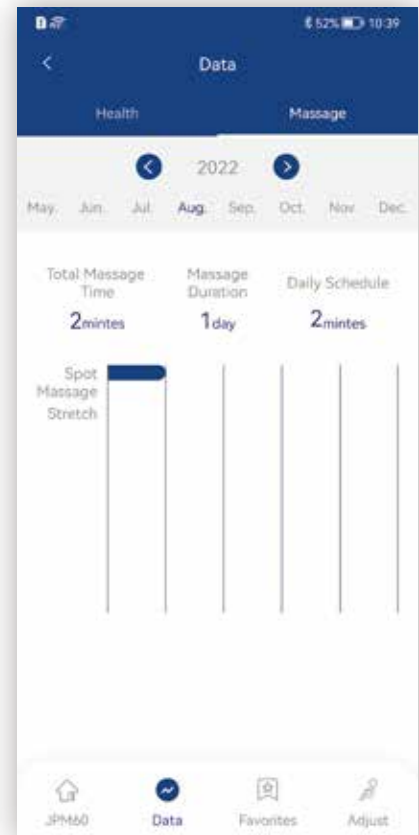 52% 10:39
Data
Health Massage
2022
May. Jun. Jul. Aug. Sep. Oct. Nov. Dec.
Total Massage Massage Daily Schedule
Time Duration
2mintes 1day 2mintes
Spot
Massage
Stretch
JPM60 Data Favorites Adjust